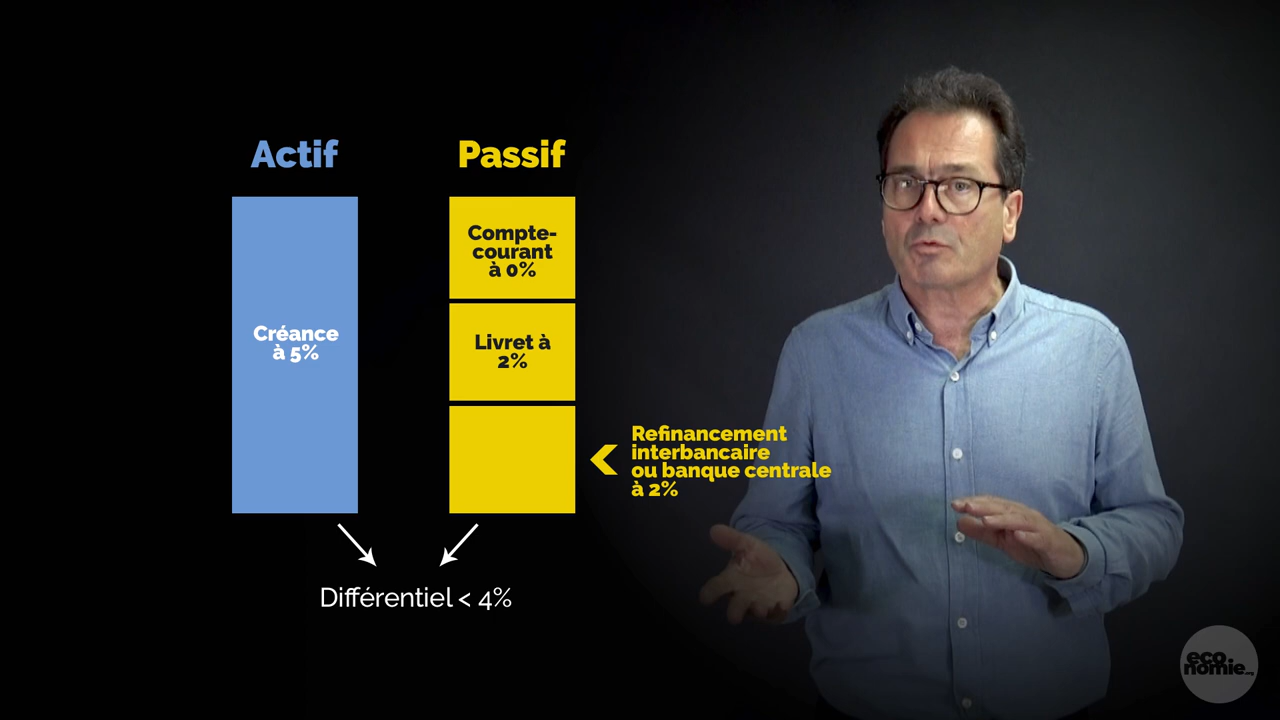 Actif
Passif
Créance
à 5%
Compte-
courant
à 0%
Livret à
2%
Refinancement
interbancaire
ou banque centrale
à 2%
Différentiel < 4%
eco
nomie.org